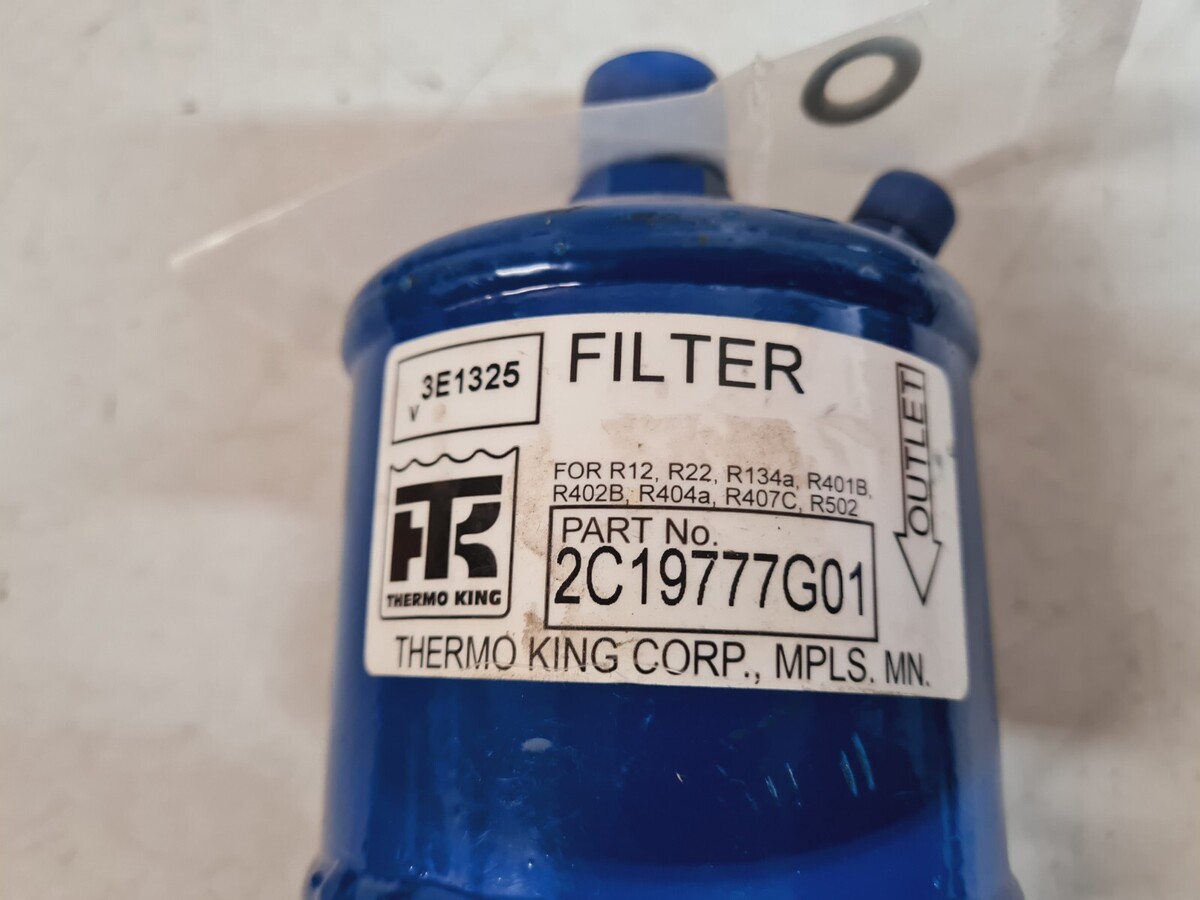 3E1325
V
FILTER
OUTLET
FOR R12, R22, R134a, R401B,
R402B, R404a, R407C, R502
TK
THERMO KING
PART No.
2C19777G01
THERMO KING CORP., MPLS. MN.